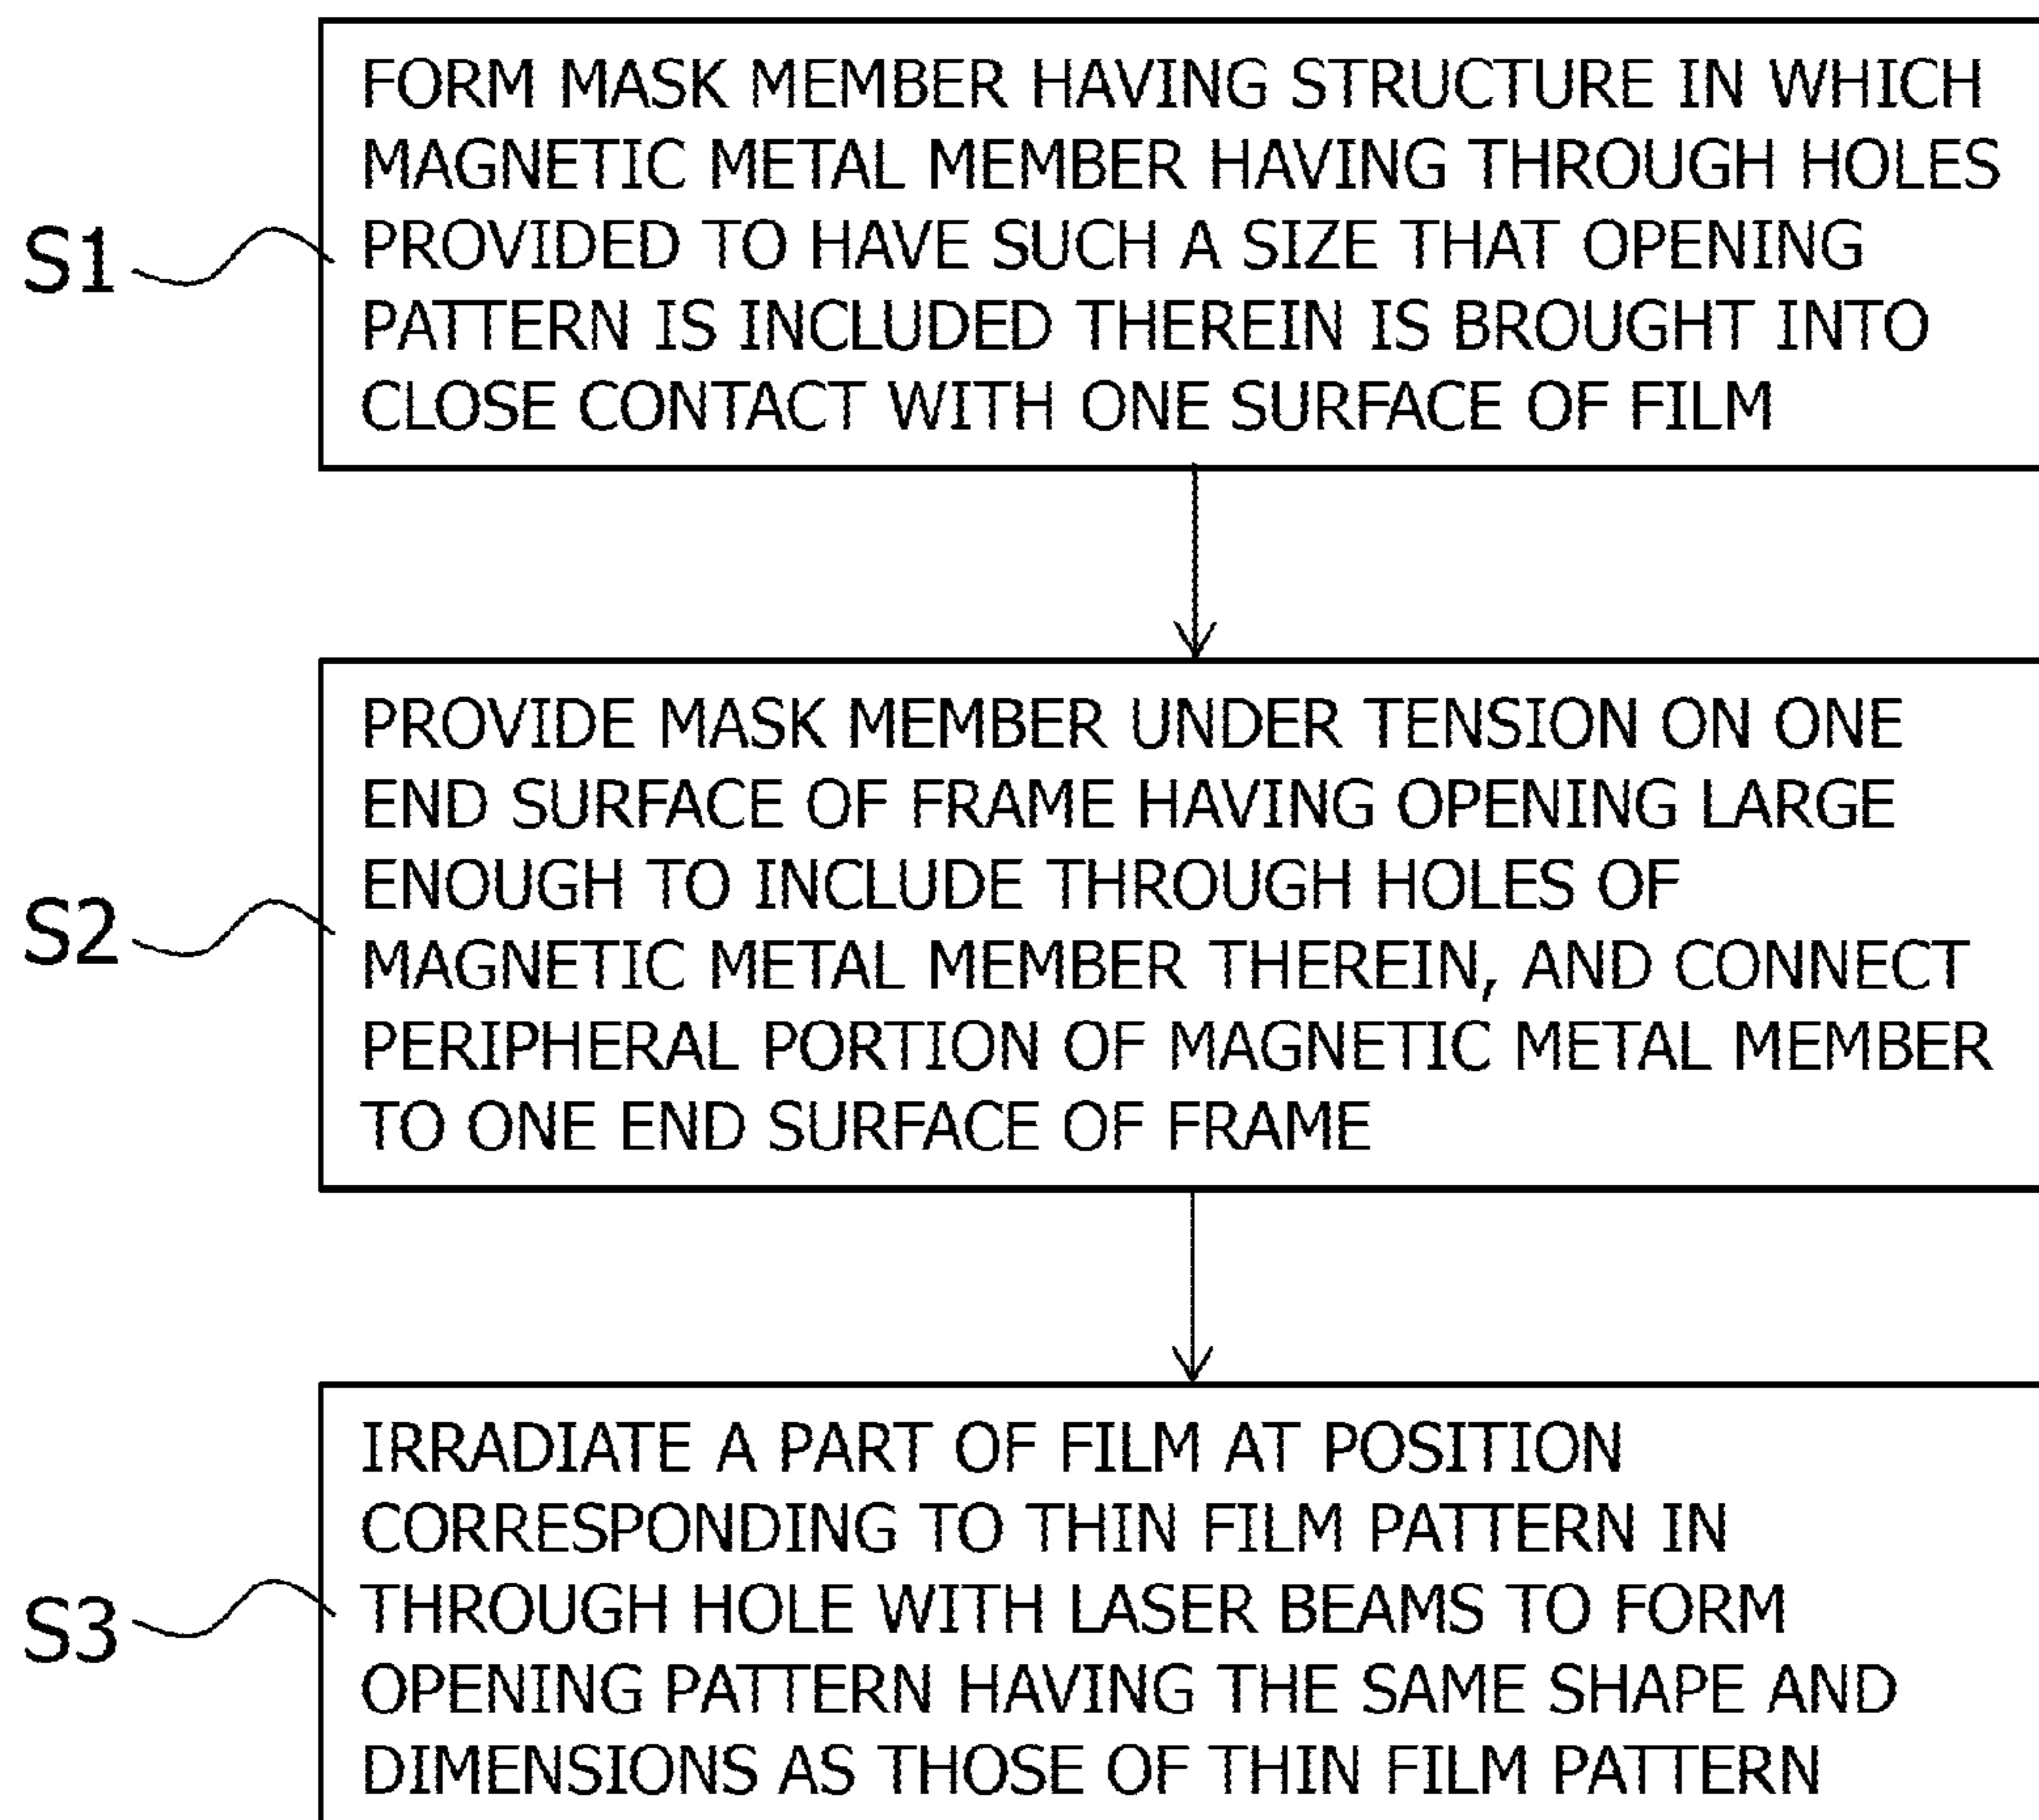 FORM MASK MEMBER HAVING STRUCTURE IN WHICH
MAGNETIC METAL MEMBER HAVING THROUGH HOLES
S1
PROVIDED TO HAVE SUCH A SIZE THAT OPENING
PATTERN IS INCLUDED THEREIN IS BROUGHT INTO
CLOSE CONTACT WITH ONE SURFACE OF FILM
PROVIDE MASK MEMBER UNDER TENSION ON ONE
END SURFACE OF FRAME HAVING OPENING LARGE
ENOUGH TO INCLUDE THROUGH HOLES OF
S2
MAGNETIC METAL MEMBER THEREIN, AND CONNECT
PERIPHERAL PORTION OF MAGNETIC METAL MEMBER
TO ONE END SURFACE OF FRAME
IRRADIATE A PART OF FILM AT POSITION
CORRESPONDING TO THIN FILM PATTERN IN
S3
THROUGH HOLE WITH LASER BEAMS TO FORM
OPENING PATTERN HAVING THE SAME SHAPE AND
DIMENSIONS AS THOSE OF THIN FILM PATTERN